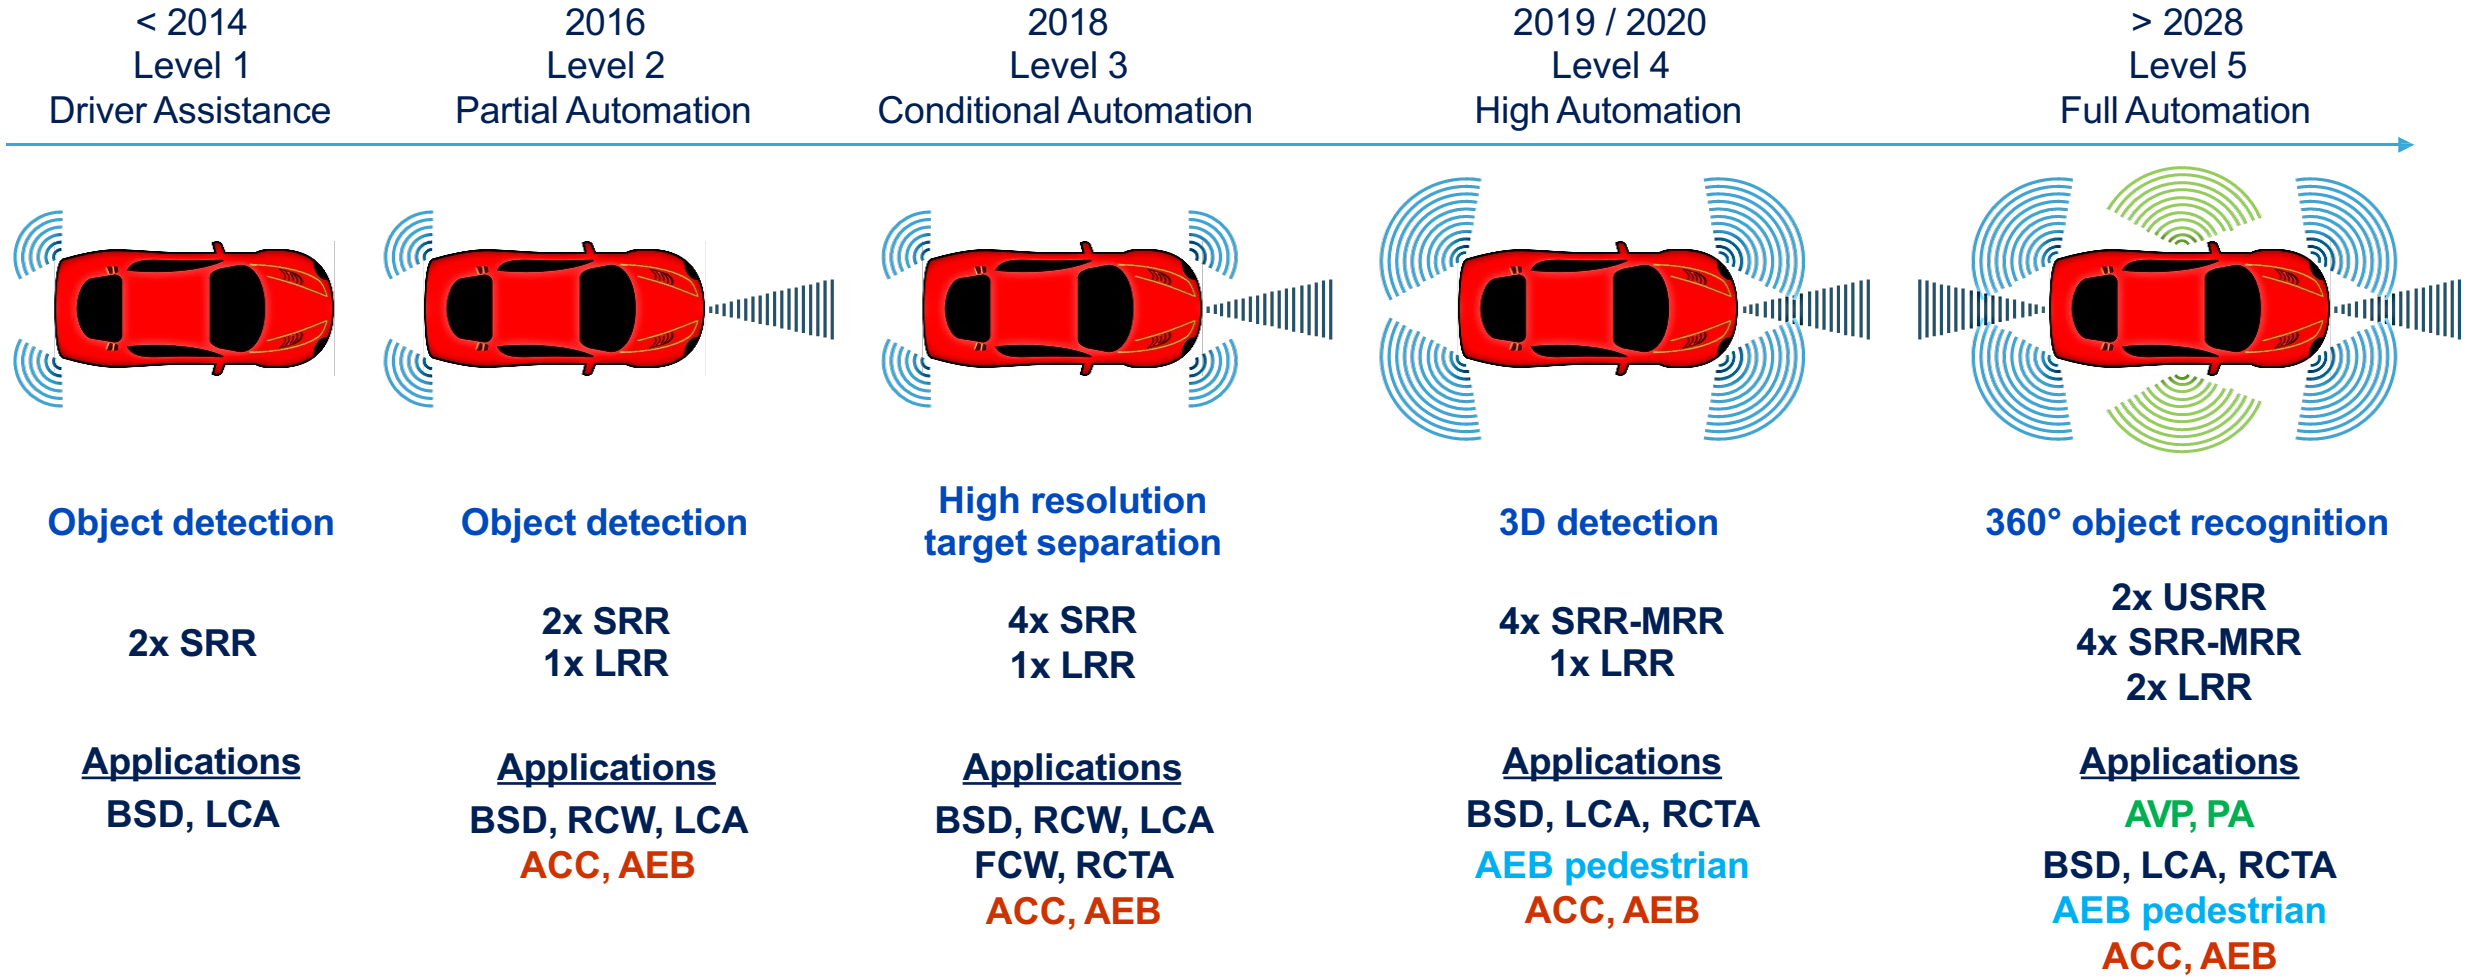 < 2014
Level 1
Driver Assistance
2016
Level 2
Partial Automation
2018
Level 3
Conditional Automation
2019 / 2020
Level 4
High Automation
> 2028
Level 5
Full Automation
Object detection
2x SRR
Applications
BSD, LCA
Object detection
2x SRR
1x LRR
Applications
BSD, RCW, LCA
ACC, AEB
High resolution
target separation
4x SRR
1x LRR
Applications
BSD, RCW, LCA
FCW, RCTA
ACC, AEB
3D detection
4x SRR-MRR
1x LRR
Applications
BSD, LCA, RCTA
AEB pedestrian
ACC, AEB
360° object recognition
2x USRR
4x SRR-MRR
2x LRR
Applications
AVP, PA
BSD, LCA, RCTA
AEB pedestrian
ACC, AEB